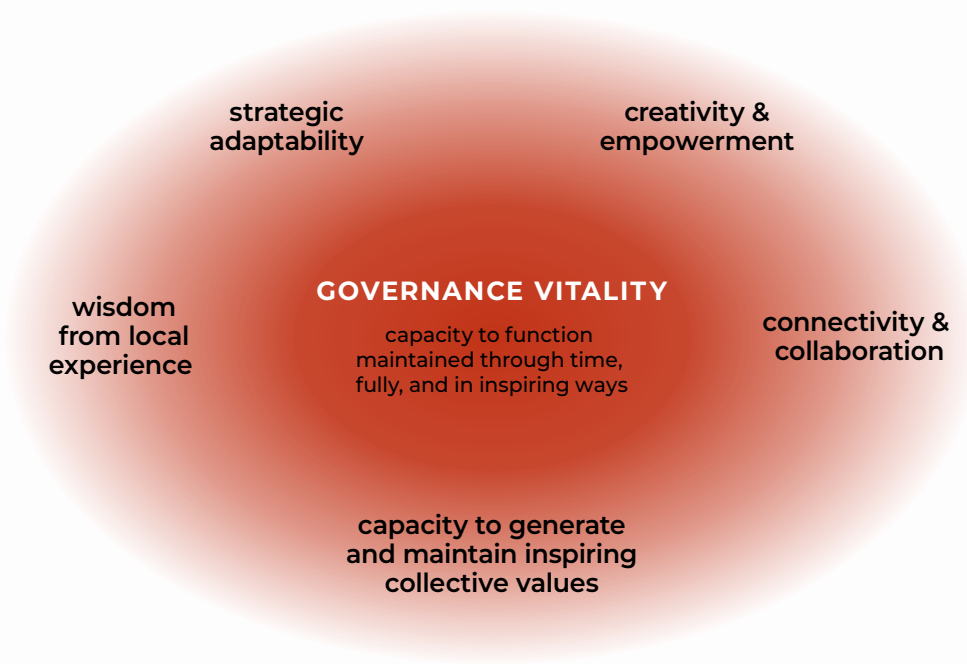 strategic
adaptability
creativity &
empowerment
wisdom
from local
experience
GOVERNANCE VITALITY
capacity to function
maintained through time,
fully, and in inspiring ways
connectivity &
collaboration
capacity to generate
and maintain inspiring
collective values